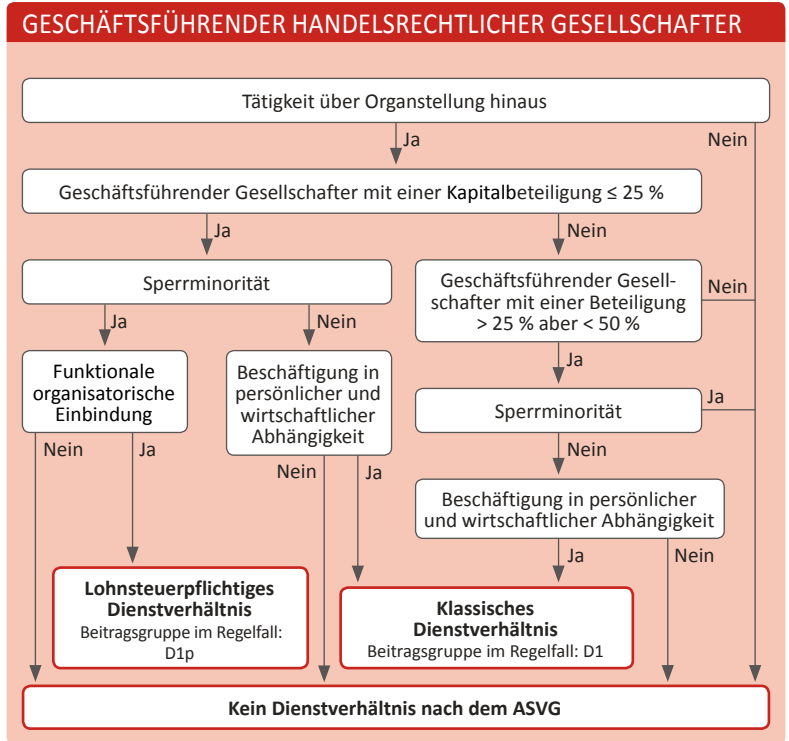 GESCHÄFTSFÜHRENDER HANDELSRECHTLICHER GESELLSCHAFTER
Tätigkeit über Organstellung hinaus
Ja
Nein
Geschäftsführender Gesellschafter mit einer Kapitalbeteiligung ≤ 25 %
Ja
Nein
Sperrminorität
Geschäftsführender Gesell-
schafter mit einer Beteiligung
> 25 % aber < 50 %
Nein
Ja
Nein
Ja
Funktionale
organisatorische
Einbindung
Beschäftigung in
persönlicher und
wirtschaftlicher
Abhängigkeit
Sperrminorität
Ja
Nein
Ja
Nein
Ja
Nein
Beschäftigung in persönlicher
und wirtschaftlicher Abhängigkeit
Ja
Nein
Lohnsteuerpflichtiges
Dienstverhältnis
Beitragsgruppe im Regelfall:
D1p
Klassisches
Dienstverhältnis
Beitragsgruppe im Regelfall: D1
Kein Dienstverhältnis nach dem ASVG